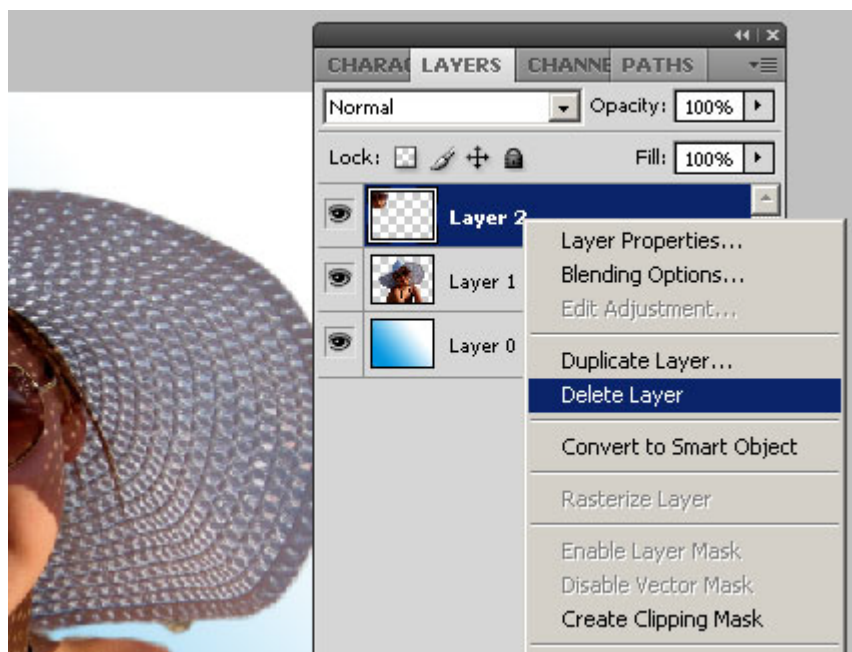 CHARAC LAYERS CHANNE PATHS
Normal Opacity: 100%
Lock: Fill: 100%
Layer 2
Layer 1
Layer 0
Layer Properties...
Blending Options...
Edit Adjustment...
Duplicate Layer...
Delete Layer
Convert to Smart Object
Rasterize Layer
Enable Layer Mask
Disable Vector Mask
Create Clipping Mask